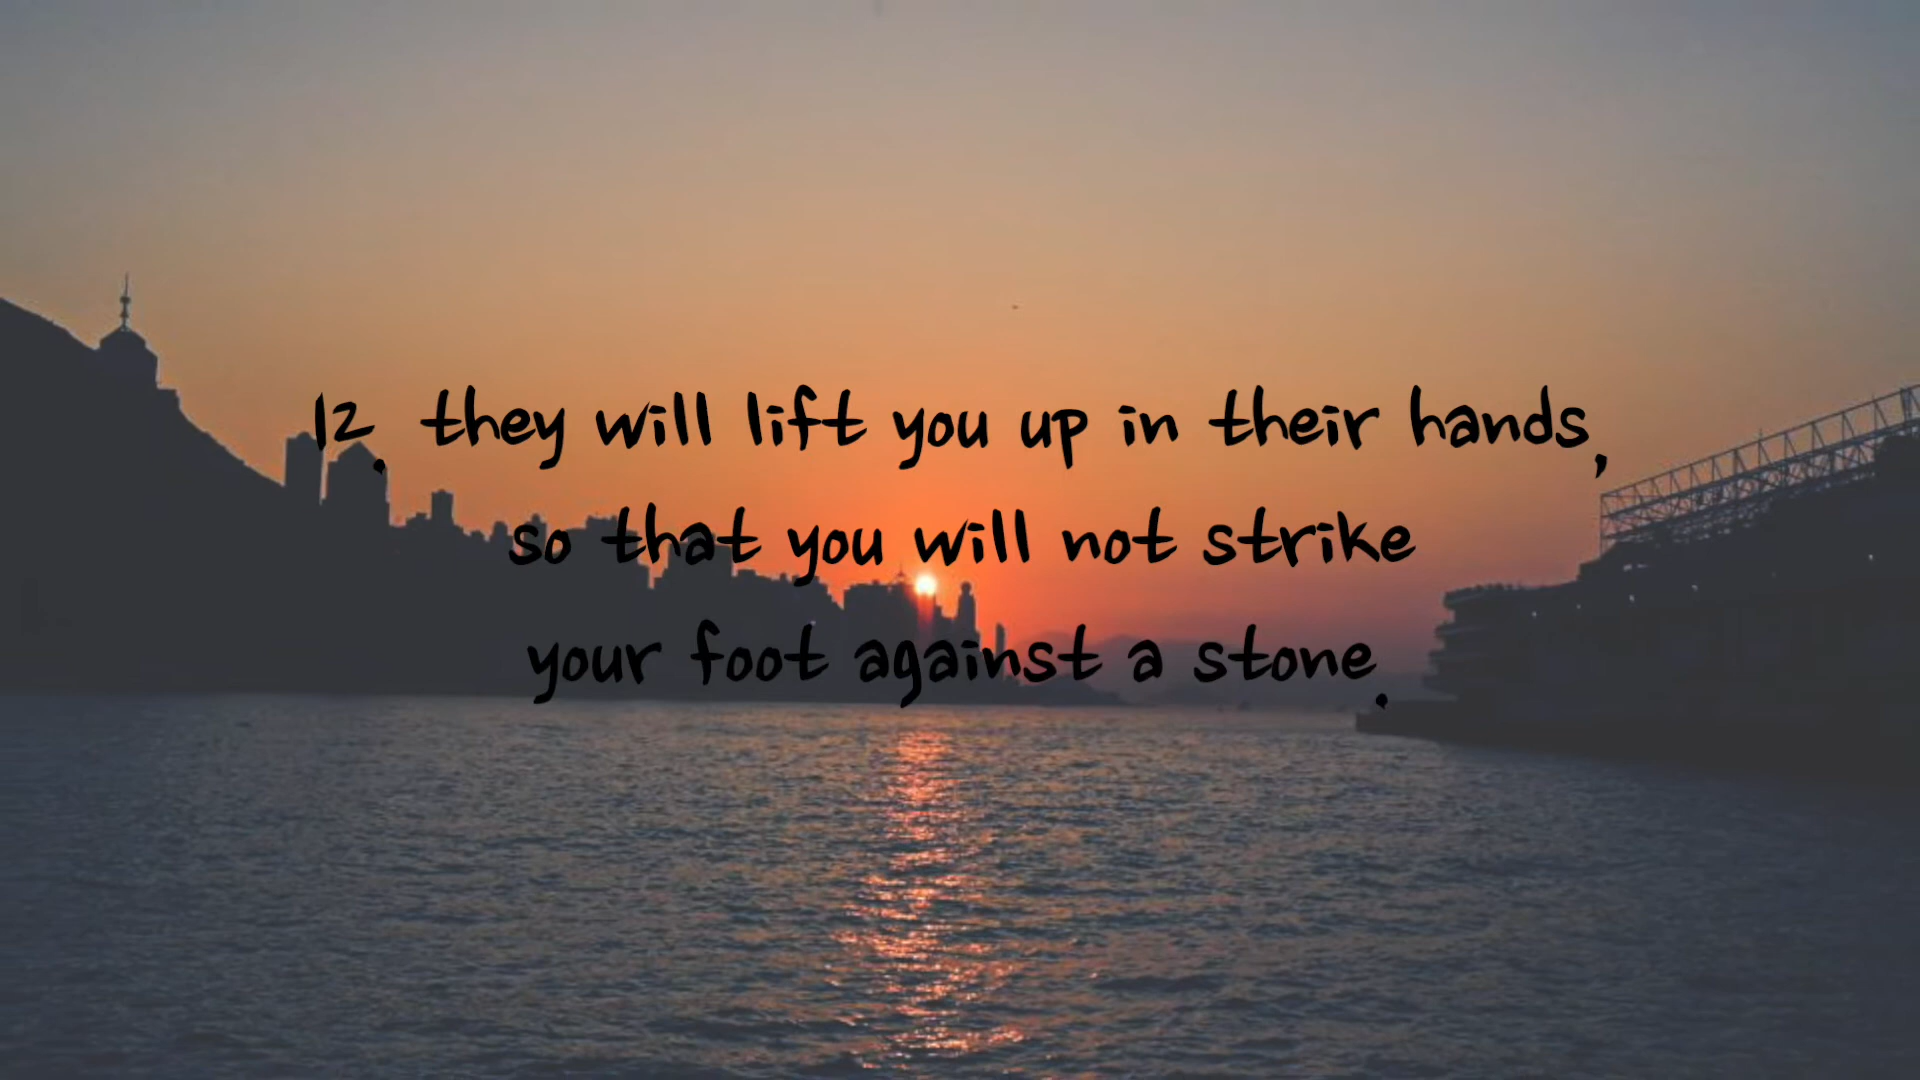 12. they will lift you up in their hands,
so that you will not strike
your foot against a stone.